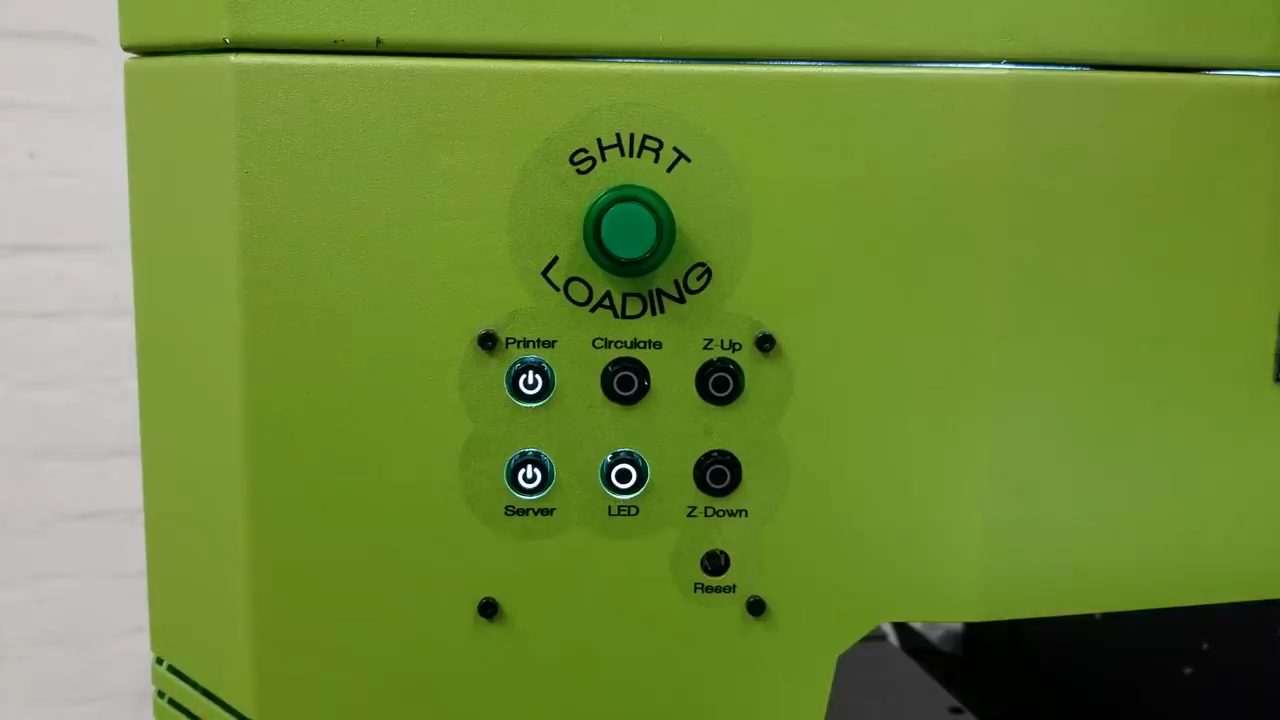 SHIRT
LOADING
Printer Circulate Z-Up
Server LED Z-Down
Reset